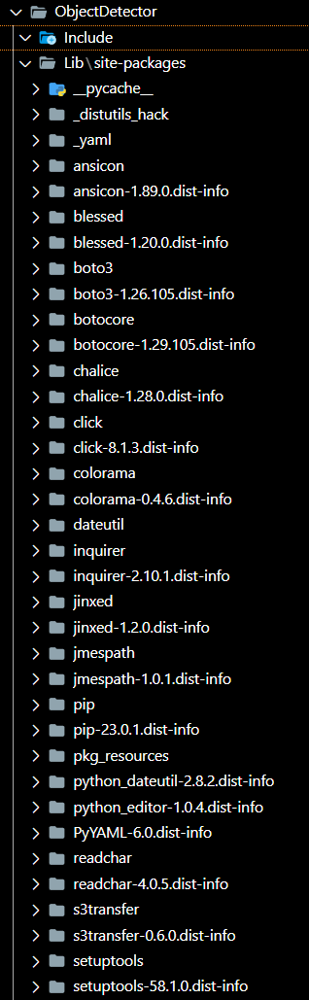 ObjectDetector
Include
Lib\site-packages
__pycache__
_distutils_hack
_yaml
ansicon
ansicon-1.89.0.dist-info
blessed
blessed-1.20.0.dist-info
boto3
boto3-1.26.105.dist-info
botocore
botocore-1.29.105.dist-info
chalice
chalice-1.28.0.dist-info
click
click-8.1.3.dist-info
colorama
colorama-0.4.6.dist-info
dateutil
inquirer
inquirer-2.10.1.dist-info
jinxed
jinxed-1.2.0.dist-info
jmespath
jmespath-1.0.1.dist-info
pip
pip-23.0.1.dist-info
pkg_resources
python_dateutil-2.8.2.dist-info
python_editor-1.0.4.dist-info
PyYAML-6.0.dist-info
readchar
readchar-4.0.5.dist-info
s3transfer
s3transfer-0.6.0.dist-info
setuptools
setuptools-58.1.0.dist-info